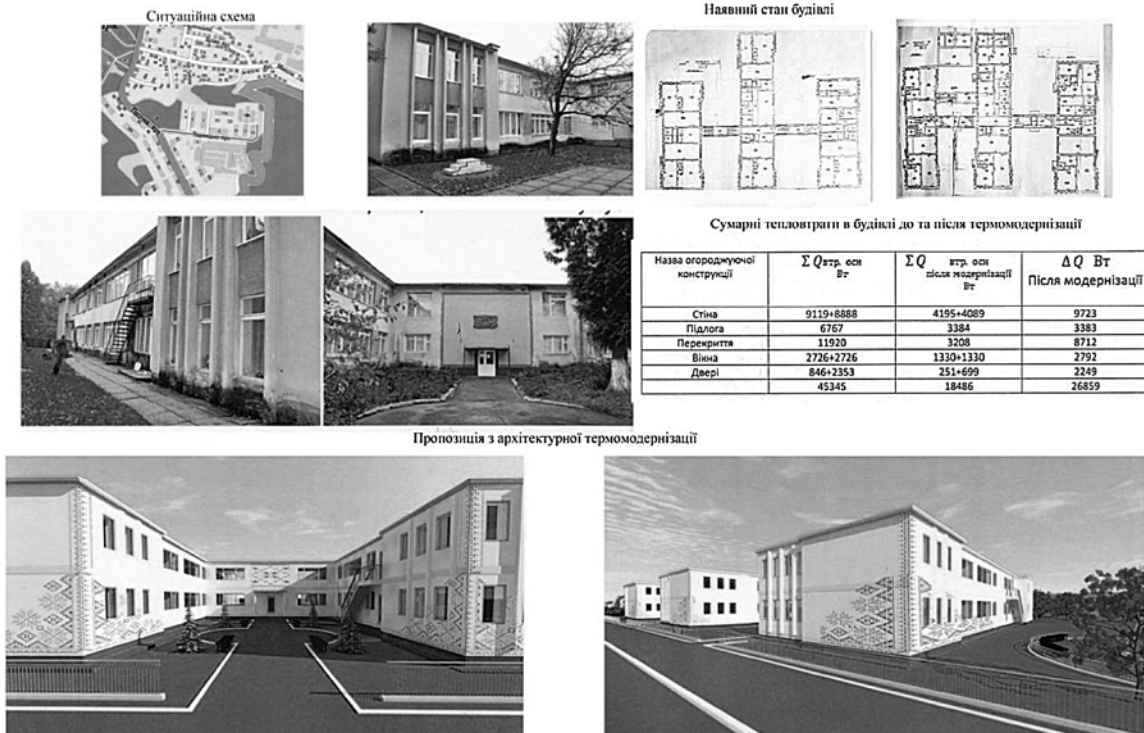 Ситуаційна схема
Наявний стан будівлі
Сумарні тепловтрати в будівлі до та після термомодернізації
Назва огороджуючої конструкції | Σ Qвтр. осн Вт | Σ Q втр. осн після модернізації Вт | ΔQ Вт Після модернізації
Стіна | 9119+8888 | 4195+4089 | 9723
Підлога | 6767 | 3384 | 3383
Перекриття | 11920 | 3208 | 8712
Вікна | 2726+2726 | 1330+1330 | 2792
Двері | 846+2353 | 251+699 | 2249
45345 | 18486 | 26859
Пропозиція з архітектурної термомодернізації